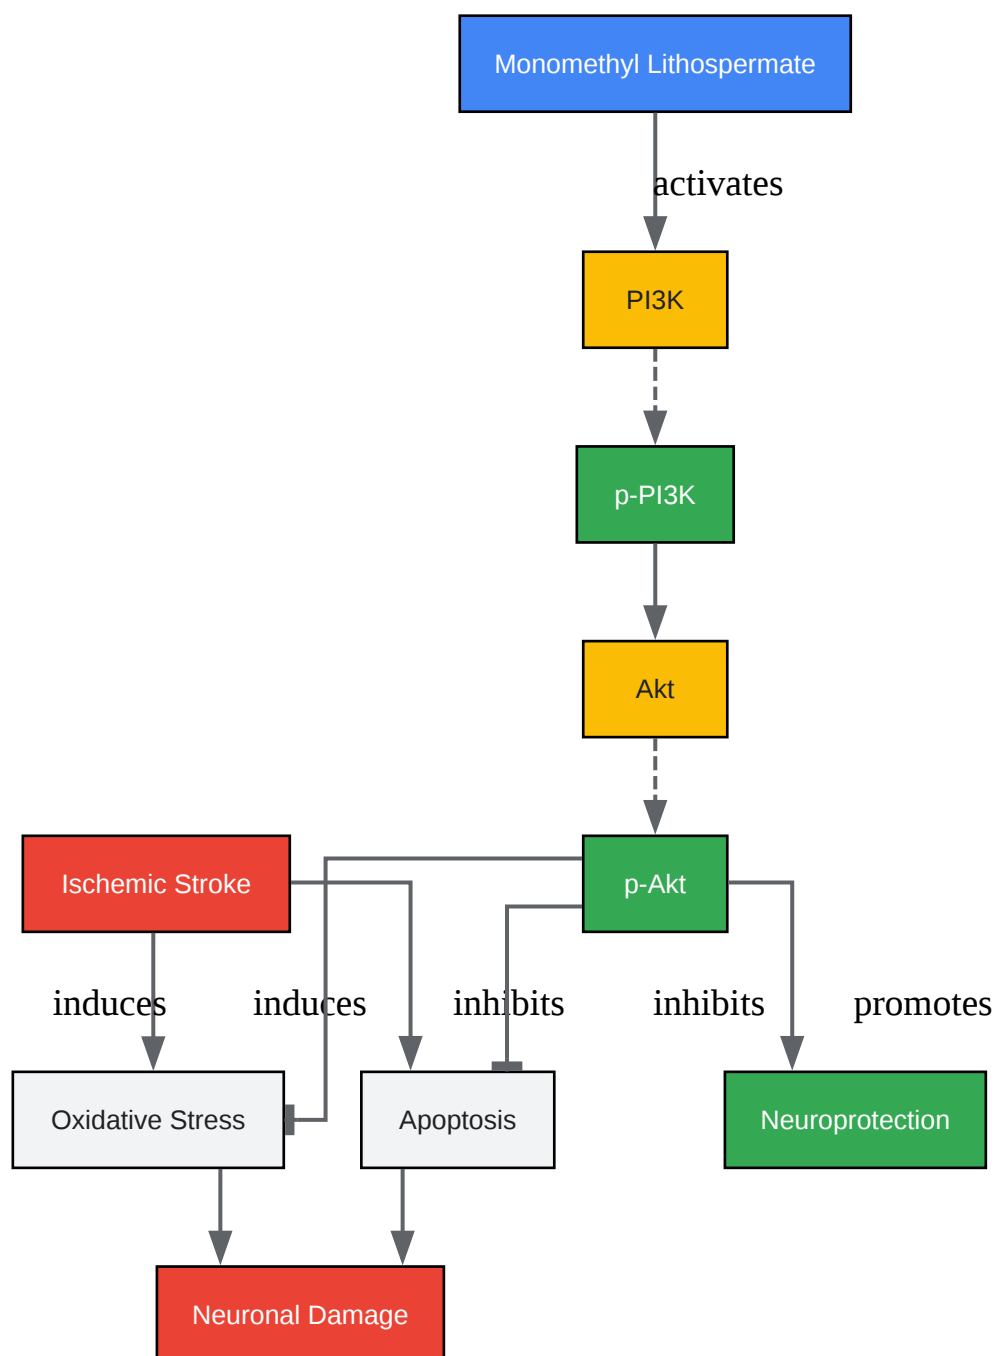 Monomethyl Lithospermate
activates
PI3K
p-PI3K
Akt
Ischemic Stroke
p-Akt
induces
induces
inhibits
inhibits
promotes
Oxidative Stress
Apoptosis
Neuroprotection
Neuronal Damage